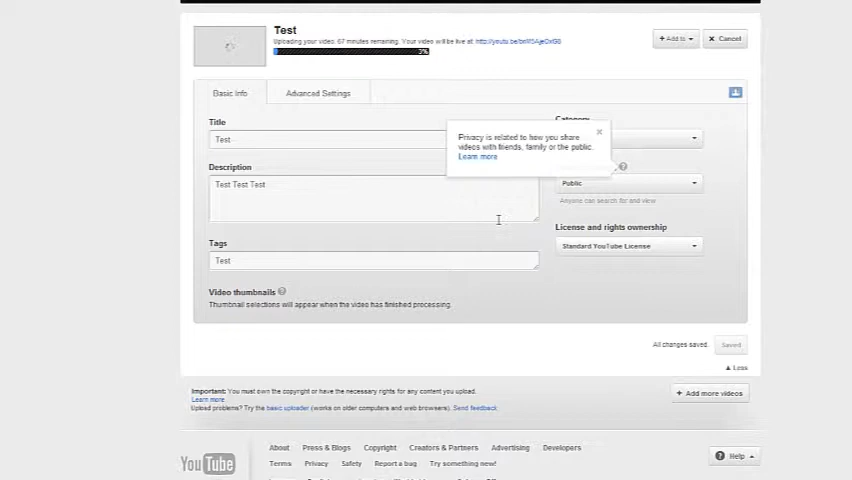 Test
Uploading your video. 67 minutes remaining. Your video will be live at:
3%
+ Add to
× Cancel
Basic Info
Advanced Settings
Title
Category
Test
Privacy is related to how you share
videos with friends, family or the public.
Learn more
Description
Test Test Test
Public
Anyone can search for and view
License and rights ownership
Standard YouTube License
Tags
Test
Video thumbnails
Thumbnail selections will appear when the video has finished processing.
All changes saved.
Saved
Less
Important: You must own the copyright or have the necessary rights for any content you upload.
Learn more
Upload problems? Try the basic uploader (works on older computers and web browsers). Send feedback
+ Add more videos
About Press & Blogs Copyright Creators & Partners Advertising Developers
Terms Privacy Safety Report a bug Try something new!
YouTube
Help